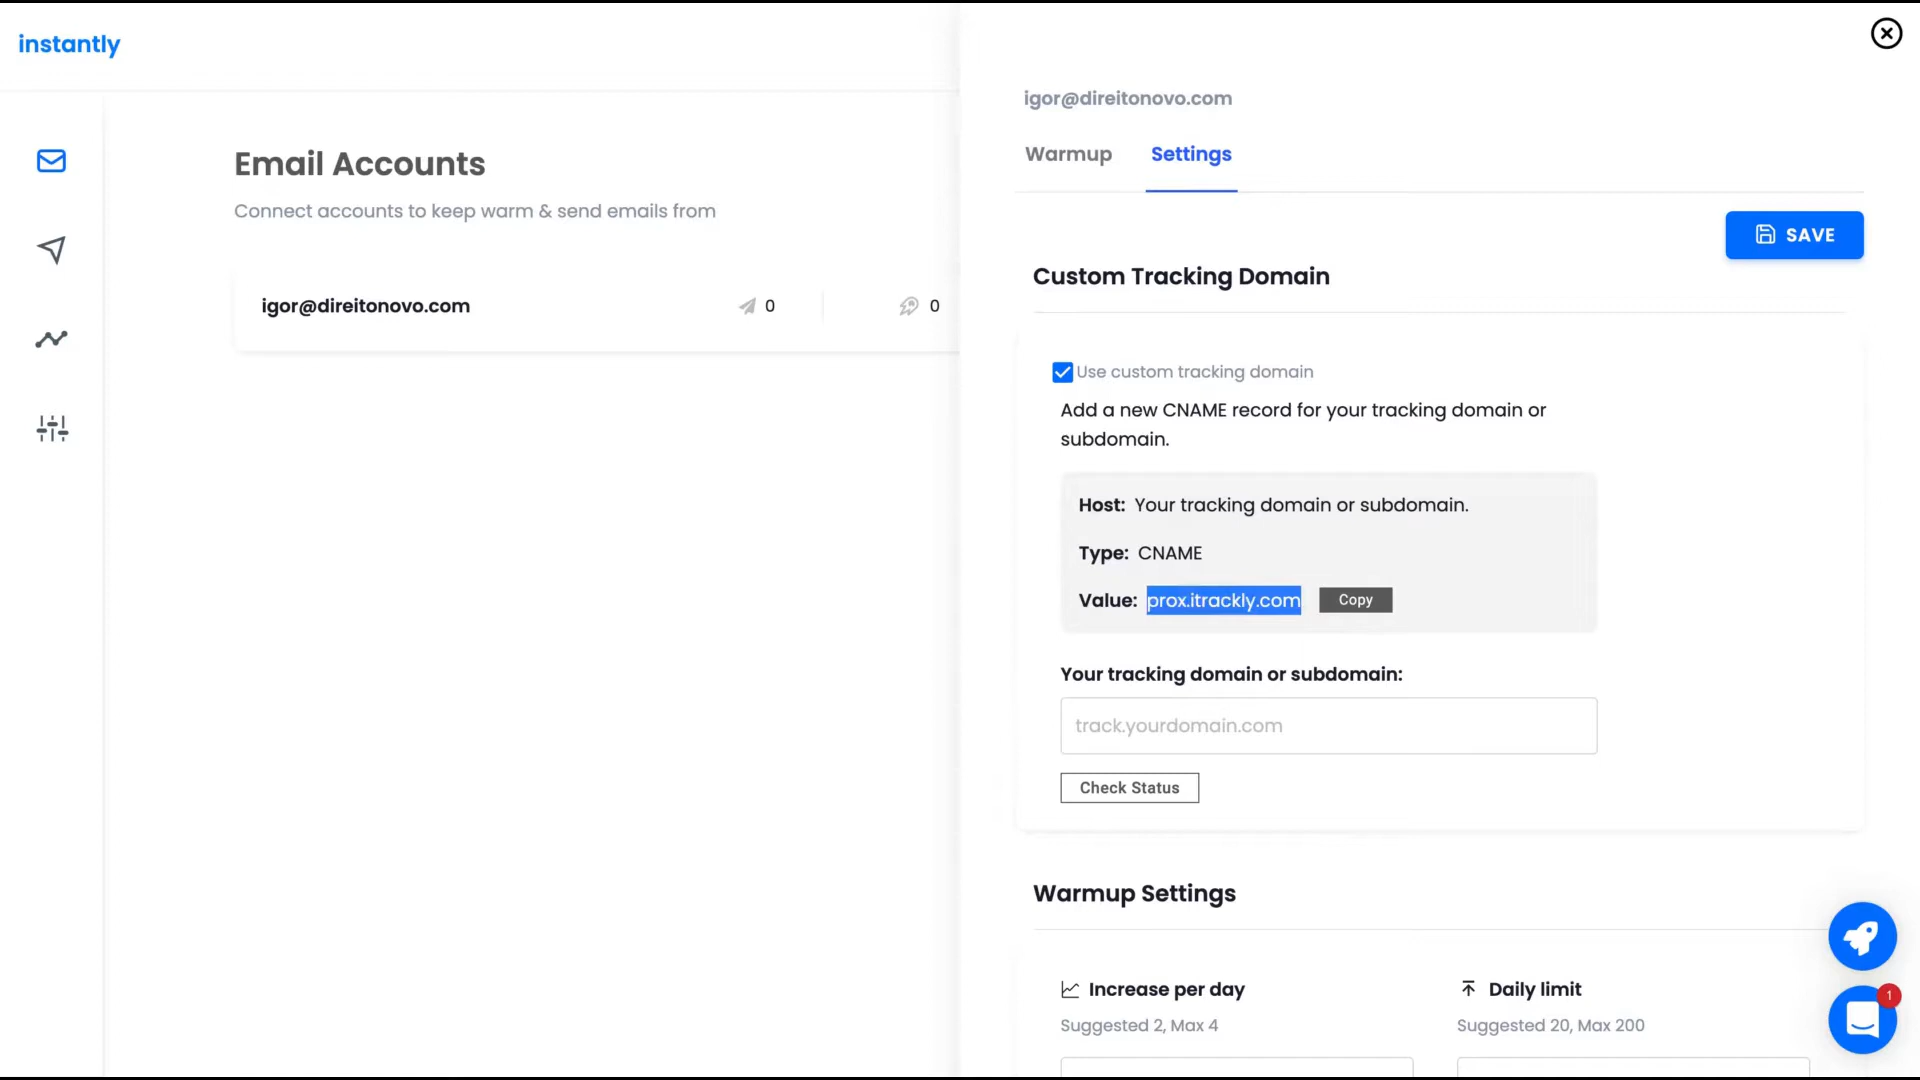 instantly
igor@direitonovo.com
Warmup Settings
SAVE
Email Accounts
Connect accounts to keep warm & send emails from
igor@direitonovo.com 0 0
Custom Tracking Domain
Use custom tracking domain
Add a new CNAME record for your tracking domain or
subdomain.
Host: Your tracking domain or subdomain.
Type: CNAME
Value: prox.itrackly.com Copy
Your tracking domain or subdomain:
track.yourdomain.com
Check Status
Warmup Settings
Increase per day
Suggested 2, Max 4
Daily limit
Suggested 20, Max 200
1